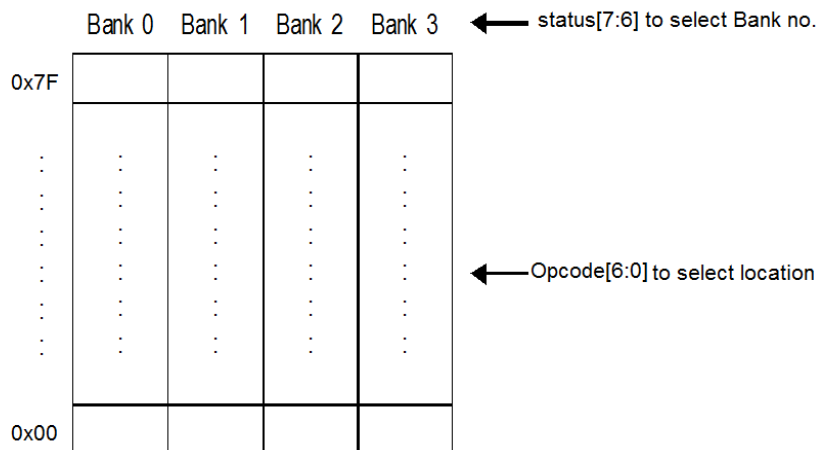 Bank 0 Bank 1 Bank 2 Bank 3 status[7:6] to select Bank no.
0x7F
Opcode[6:0] to select location
0x00